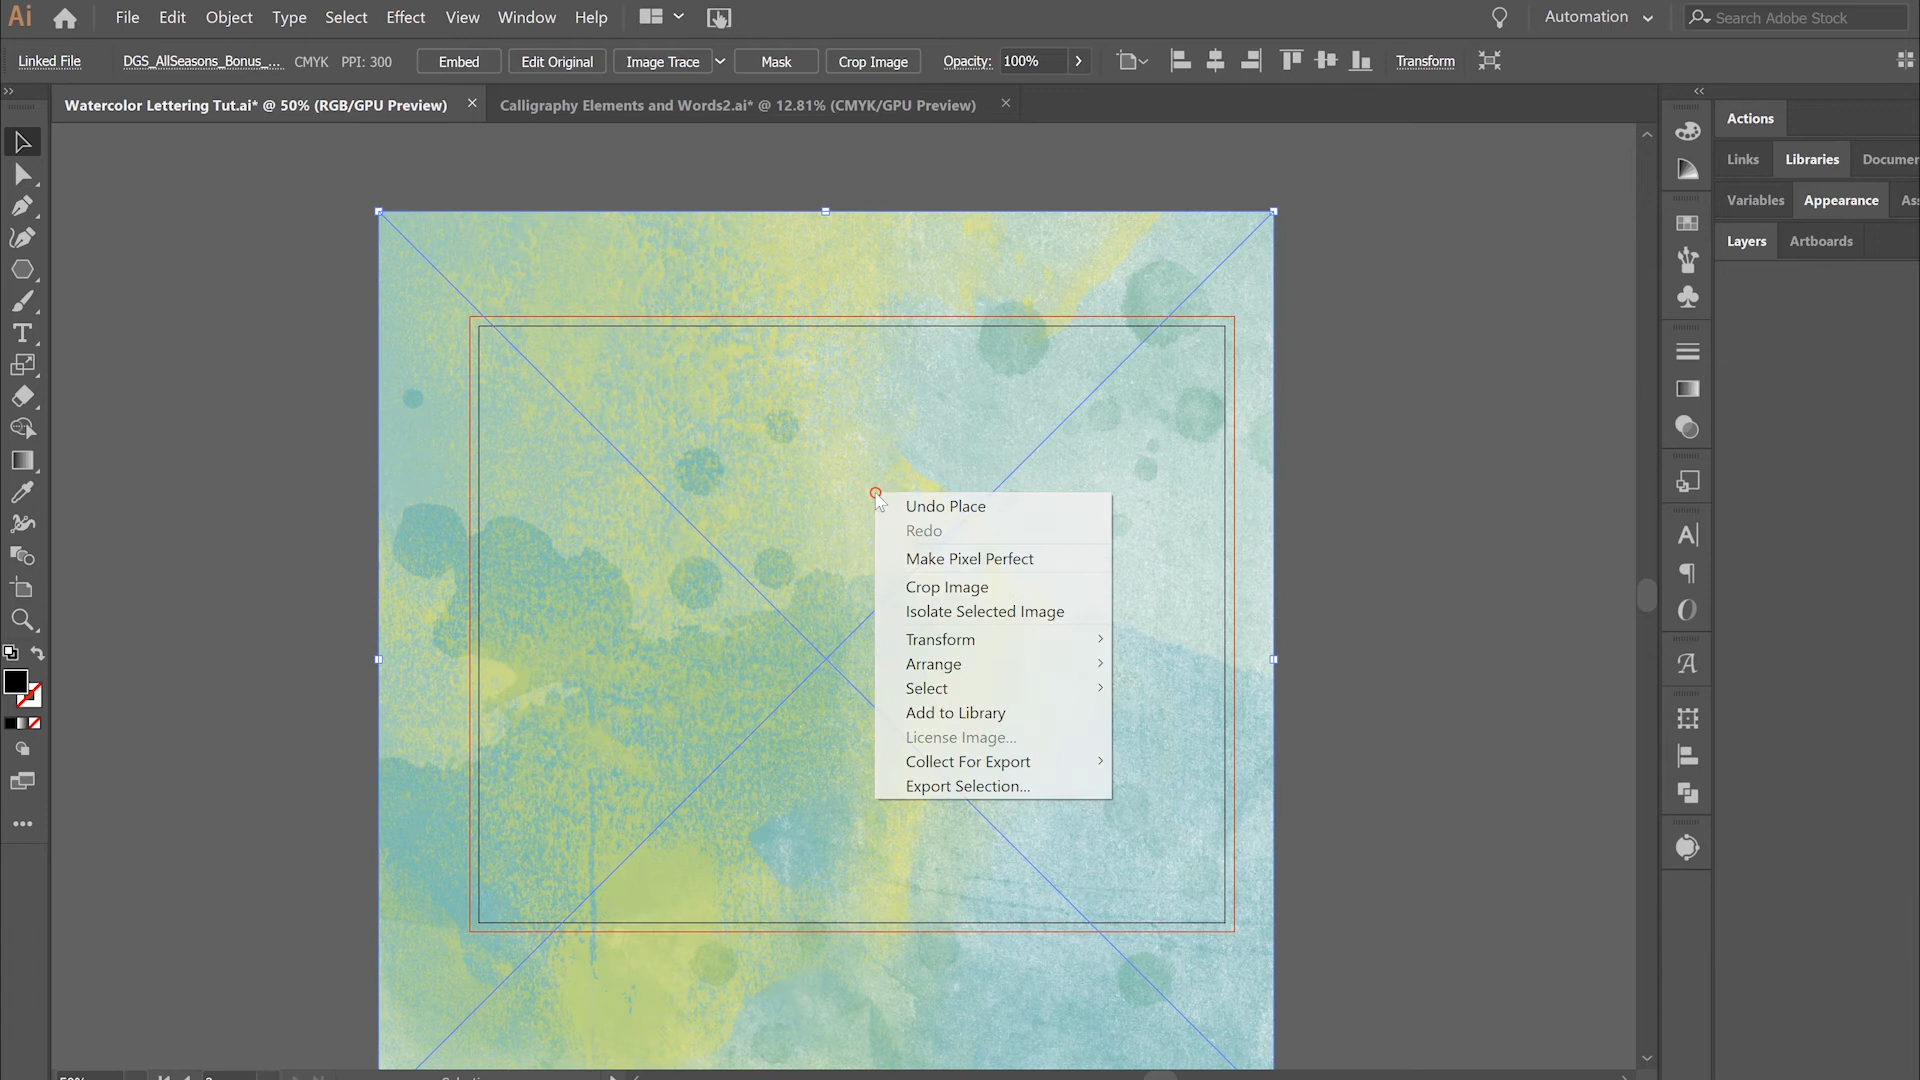 Ai File Edit Object Type Select Effect View Window Help Automation Search Adobe Stock
Linked File DGS_AllSeasons_Bonus_... CMYK PPI: 300 Embed Edit Original Image Trace Mask Crop Image Opacity: 100% Transform
Watercolor Lettering Tut.ai* @ 50% (RGB/GPU Preview) × Calligraphy Elements and Words2.ai* @ 12.81% (CMYK/GPU Preview) ×
Actions
Links Libraries Documen
Variables Appearance Ass
Layers Artboards
Undo Place
Redo
Make Pixel Perfect
Crop Image
Isolate Selected Image
Transform
Arrange
Select
Add to Library
License Image...
Collect For Export
Export Selection...